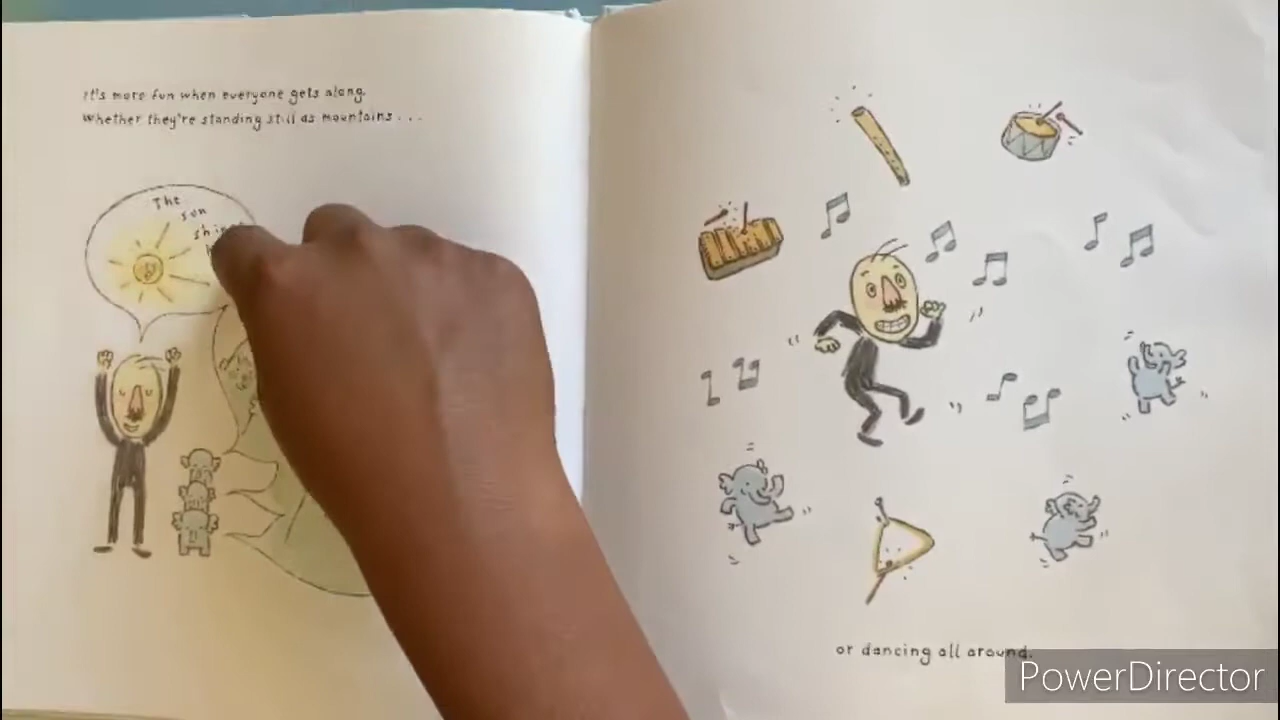 It's more fun when everyone gets along.
Whether they're standing still as mountains . . .
The
sun
or dancing all around.
PowerDirector